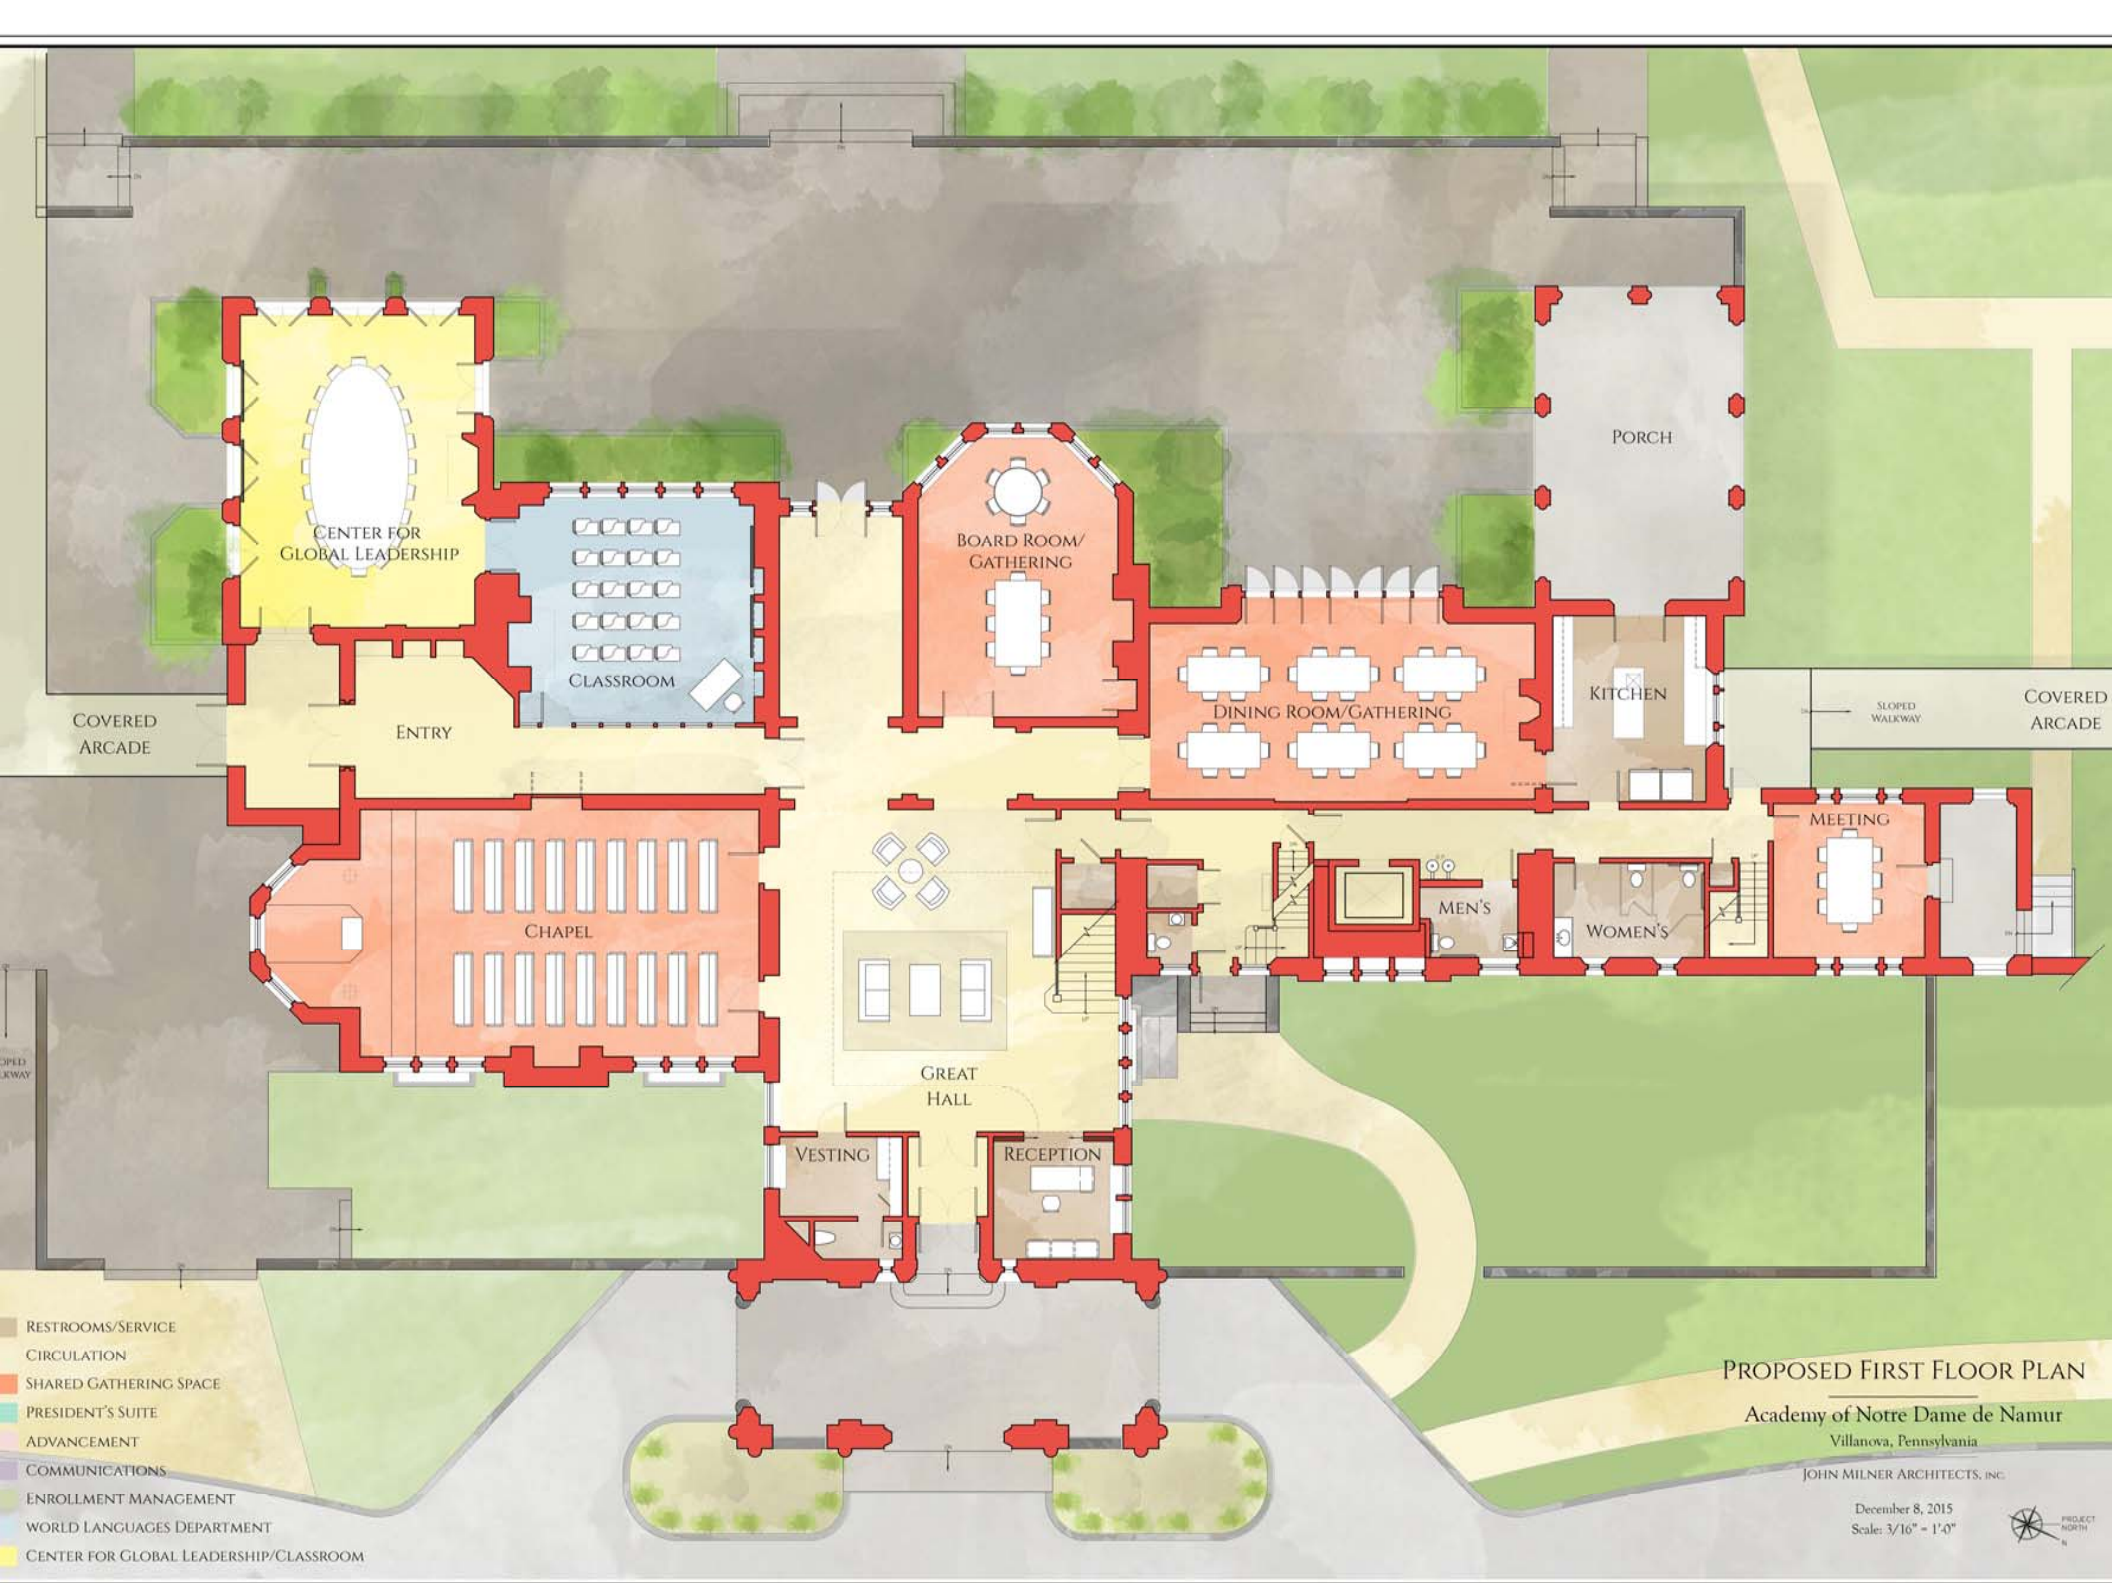 CENTER FOR
GLOBAL LEADERSHIP
CLASSROOM
BOARD ROOM/
GATHERING
PORCH
DINING ROOM/GATHERING
KITCHEN
COVERED
ARCADE
ENTRY
SLOPED
WALKWAY
COVERED
ARCADE
CHAPEL
MEN'S
WOMEN'S
MEETING
GREAT
HALL
VESTING
RECEPTION
RESTROOMS/SERVICE
CIRCULATION
SHARED GATHERING SPACE
PRESIDENT'S SUITE
ADVANCEMENT
COMMUNICATIONS
ENROLLMENT MANAGEMENT
WORLD LANGUAGES DEPARTMENT
CENTER FOR GLOBAL LEADERSHIP/CLASSROOM
PROPOSED FIRST FLOOR PLAN
Academy of Notre Dame de Namur
Villanova, Pennsylvania
JOHN MILNER ARCHITECTS, INC.
December 8, 2015
Scale: 3/16" = 1'-0"
PROJECT
NORTH
N